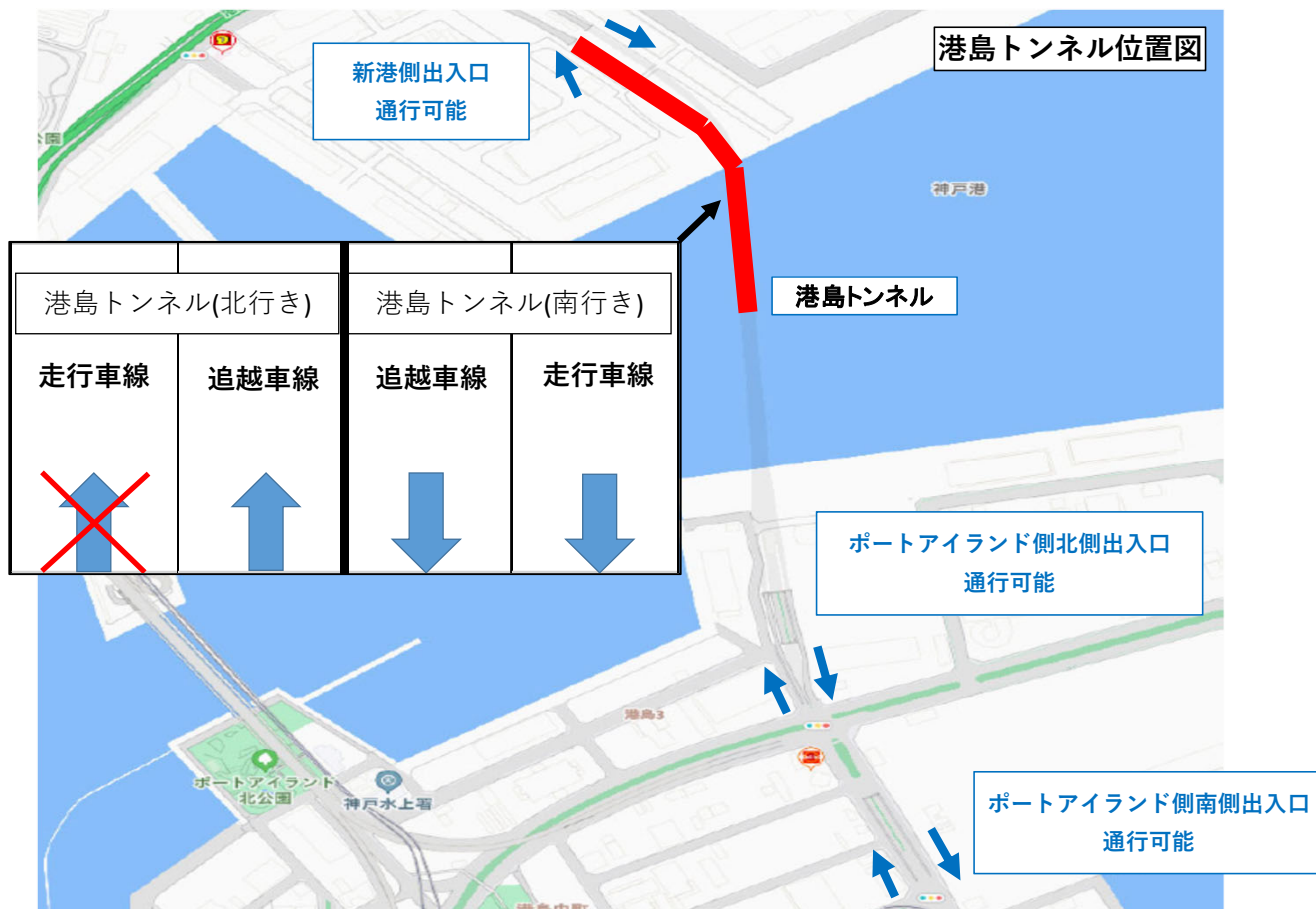 港島トンネル位置図
新港側出入口
通行可能
公園
神戸港
港島トンネル(北行き)
港島トンネル(南行き)
港島トンネル
走行車線
追越車線
追越車線
走行車線
ポートアイランド側北側出入口
通行可能
港島3
ポートアイランド
北公園
神戸水上署
ポートアイランド側南側出入口
通行可能
港島中町